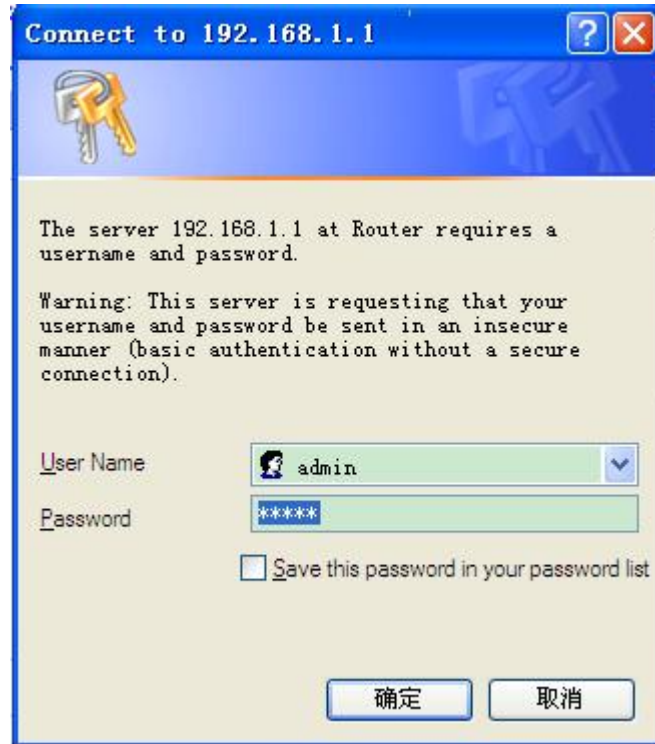 Connect to 192.168.1.1
The server 192.168.1.1 at Router requires a
username and password.
Warning: This server is requesting that your
username and password be sent in an insecure
manner (basic authentication without a secure
connection).
User Name
admin
Password
*****
Save this password in your password list
确定 取消